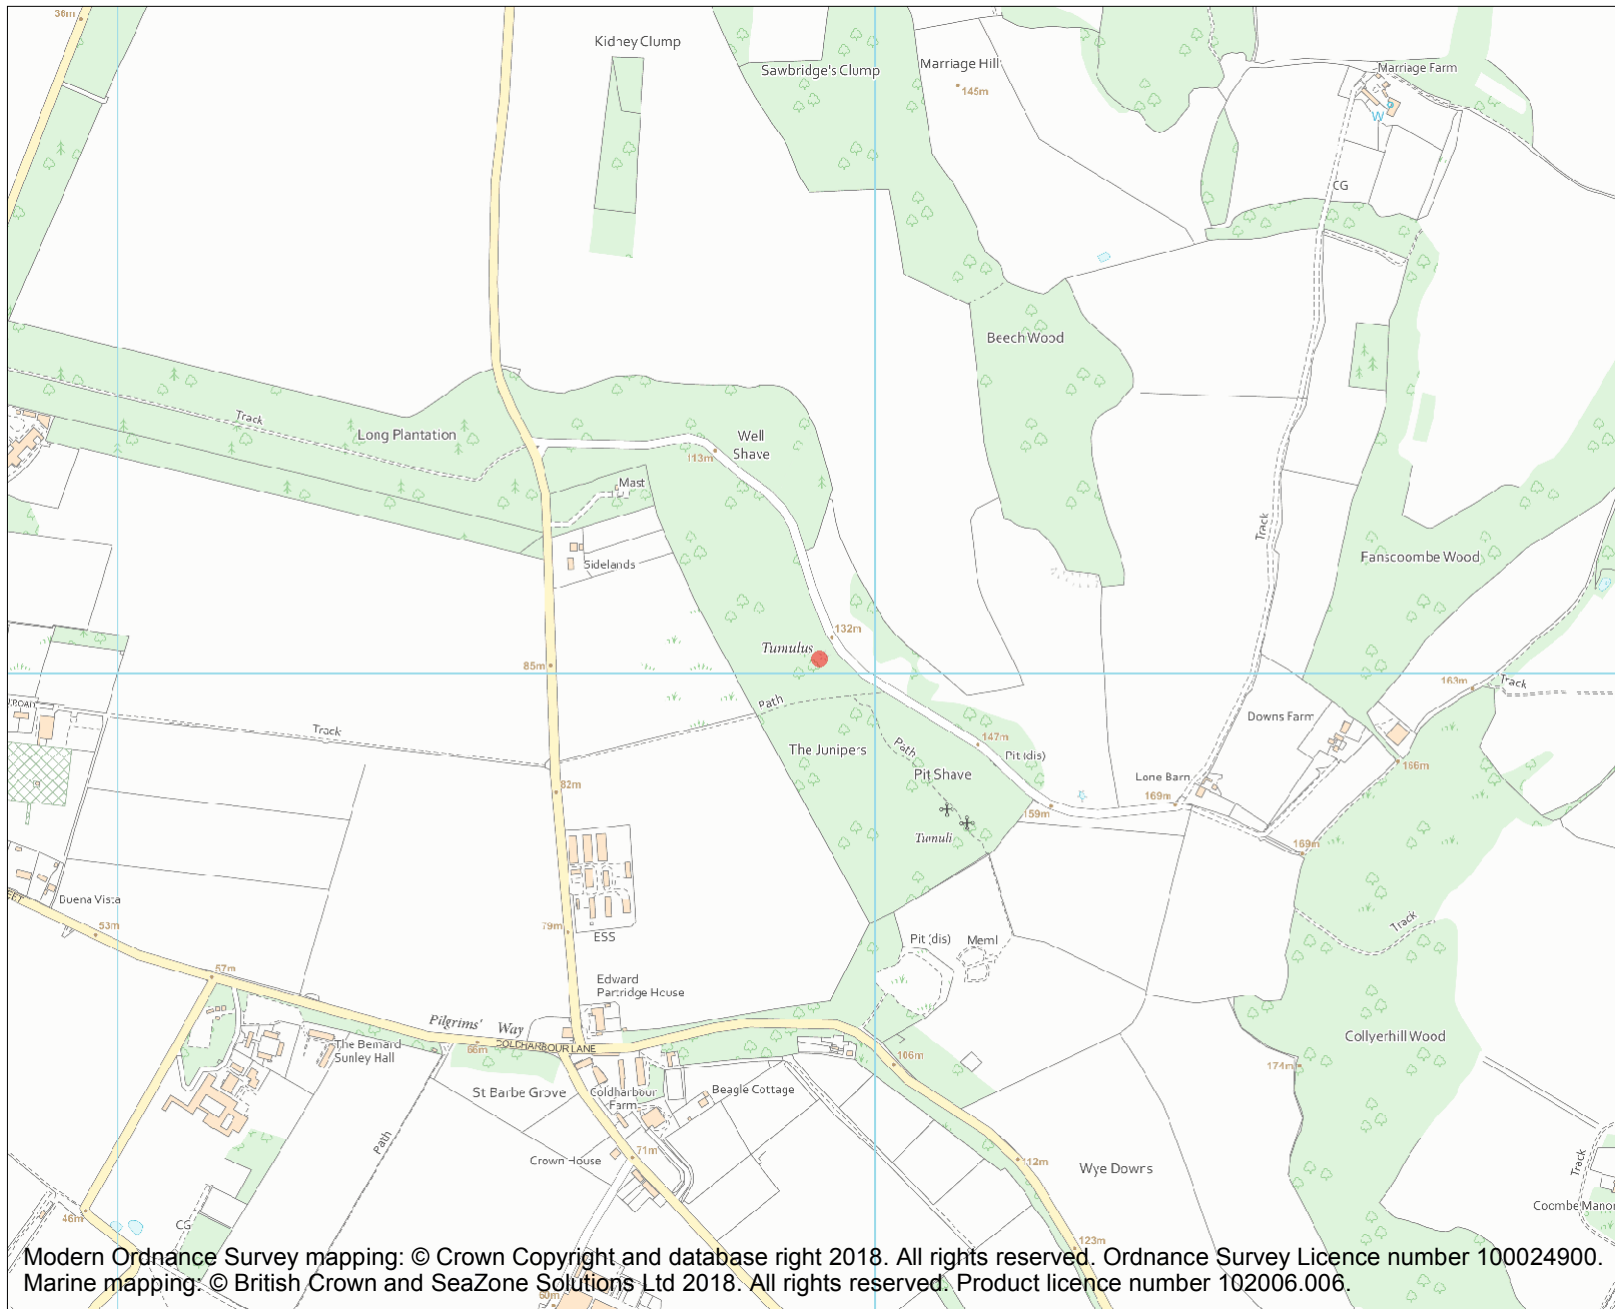 36m
Kidney Clump
Sawbridge's Clump
Marriage Hill
145m
Marriage Farm
W
CG
Beech Wood
Track
Long Plantation
Well
Shave
113m
Mast
Sidelands
Track
Fanscoombe Wood
132m
Tumulus
85m
Path
Track
The Junipers
Path
147m
Pit (dis)
Pit Shave
Downs Farm
163m
Track
166m
Lone Barn
169m
159m
82m
Tumuli
169m
Buena Vista
53m
79m
ESS
Pit (dis)
Meml
Track
57m
Edward
Partridge House
Pilgrims' Way
COLDHARBOUR LANE
66m
The Bernard
Sunley Hall
St Barbe Grove
Coldharbour
Farm
Beagle Cottage
106m
Collyerhill Wood
174m
Path
Crown House
71m
112m
Wye Downs
Track
Coombe Manor
46m
CG
123m
Modern Ordnance Survey mapping: © Crown Copyright and database right 2018. All rights reserved. Ordnance Survey Licence number 100024900.
Marine mapping: © British Crown and SeaZone Solutions Ltd 2018. All rights reserved. Product licence number 102006.006.
60m